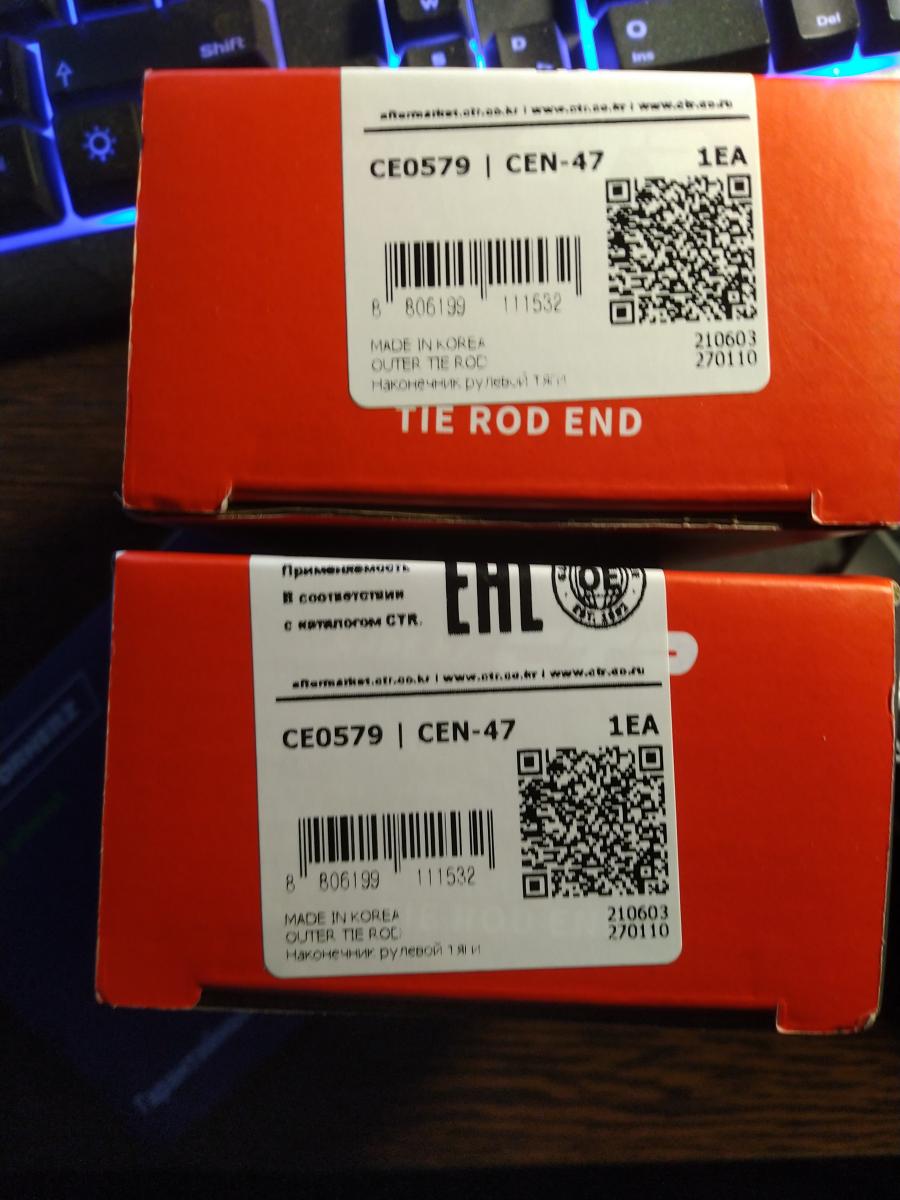 Shift
W
S
D
O
Ins
Del
aftermarket.ctr.co.kr | www.ctr.co.kr | www.ctr.co.ru
CE0579 | CEN-47
1EA
8 806199 111532
MADE IN KOREA
210603
OUTER TIE ROD
270110
Наконечник рулевой тяги
TIE ROD END
Применяемость
В соответствии
с каталогом CTR.
EAC
OE
EST. 1952
aftermarket.ctr.co.kr | www.ctr.co.kr | www.ctr.co.ru
CE0579 | CEN-47
1EA
8 806199 111532
MADE IN KOREA
210603
OUTER TIE ROD
270110
Наконечник рулевой тяги